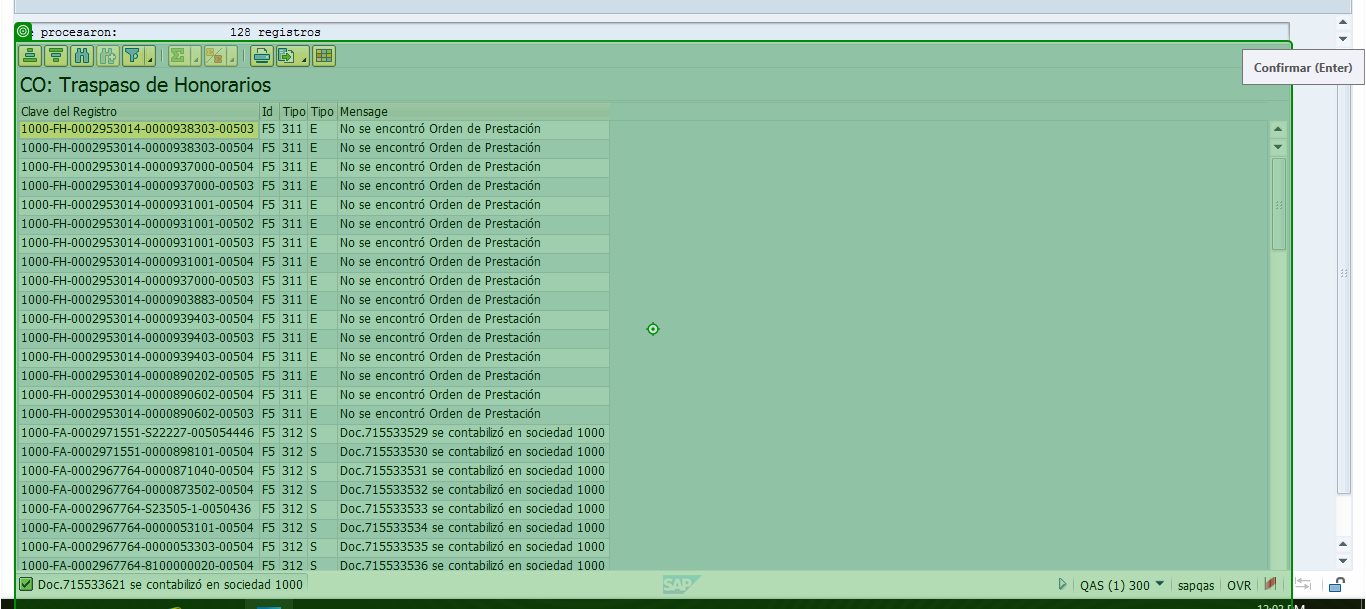 procesaron: 128 registros
Confirmar (Enter)
CO: Traspaso de Honorarios
Clave del Registro Id Tipo Tipo Message
1000-FH-0002953014-0000938303-00503 F5 311 E No se encontró Orden de Prestación
1000-FH-0002953014-0000938303-00504 F5 311 E No se encontró Orden de Prestación
1000-FH-0002953014-0000937000-00504 F5 311 E No se encontró Orden de Prestación
1000-FH-0002953014-0000937000-00503 F5 311 E No se encontró Orden de Prestación
1000-FH-0002953014-0000931001-00504 F5 311 E No se encontró Orden de Prestación
1000-FH-0002953014-0000931001-00502 F5 311 E No se encontró Orden de Prestación
1000-FH-0002953014-0000931001-00503 F5 311 E No se encontró Orden de Prestación
1000-FH-0002953014-0000931001-00504 F5 311 E No se encontró Orden de Prestación
1000-FH-0002953014-0000937000-00503 F5 311 E No se encontró Orden de Prestación
1000-FH-0002953014-0000903883-00504 F5 311 E No se encontró Orden de Prestación
1000-FH-0002953014-0000939403-00504 F5 311 E No se encontró Orden de Prestación
1000-FH-0002953014-0000939403-00503 F5 311 E No se encontró Orden de Prestación
1000-FH-0002953014-0000939403-00504 F5 311 E No se encontró Orden de Prestación
1000-FH-0002953014-0000890202-00505 F5 311 E No se encontró Orden de Prestación
1000-FH-0002953014-0000890602-00504 F5 311 E No se encontró Orden de Prestación
1000-FH-0002953014-0000890602-00503 F5 311 E No se encontró Orden de Prestación
1000-FA-0002971551-S22227-005054446 F5 312 S Doc.715533529 se contabilizó en sociedad 1000
1000-FA-0002971551-0000898101-00504 F5 312 S Doc.715533530 se contabilizó en sociedad 1000
1000-FA-0002967764-0000871040-00504 F5 312 S Doc.715533531 se contabilizó en sociedad 1000
1000-FA-0002967764-0000873502-00504 F5 312 S Doc.715533532 se contabilizó en sociedad 1000
1000-FA-0002967764-S23505-1-0050436 F5 312 S Doc.715533533 se contabilizó en sociedad 1000
1000-FA-0002967764-0000053101-00504 F5 312 S Doc.715533534 se contabilizó en sociedad 1000
1000-FA-0002967764-0000053303-00504 F5 312 S Doc.715533535 se contabilizó en sociedad 1000
1000-FA-0002967764-8100000020-00504 F5 312 S Doc.715533536 se contabilizó en sociedad 1000
Doc.715533621 se contabilizó en sociedad 1000 SAP QAS (1) 300 sapqas OVR